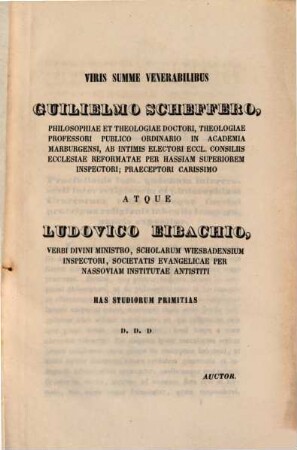 VIRIS SUMME VENERABILIBUS
GUILIELMO SCHEFFERO,
PHILOSOPHIAE ET THEOLOGIAE DOCTORI, THEOLOGIAE
PROFESSORI PUBLICO ORDINARIO IN ACADEMIA
MARBURGENSI, AB INTIMIS ELECTORI ECCL. CONSILIIS
ECCLESIAE REFORMATAE PER HASSIAM SUPERIOREM
INSPECTORI; PRAECEPTORI CARISSIMO
ATQUE
LUDOVICO EIBACHIO,
VERBI DIVINI MINISTRO, SCHOLARUM WIESBADENSIUM
INSPECTORI, SOCIETATIS EVANGELICAE PER
NASSOVIAM INSTITUTAE ANTISTITI
HAS STUDIORUM PRIMITIAS
D. D. D
AUCTOR.